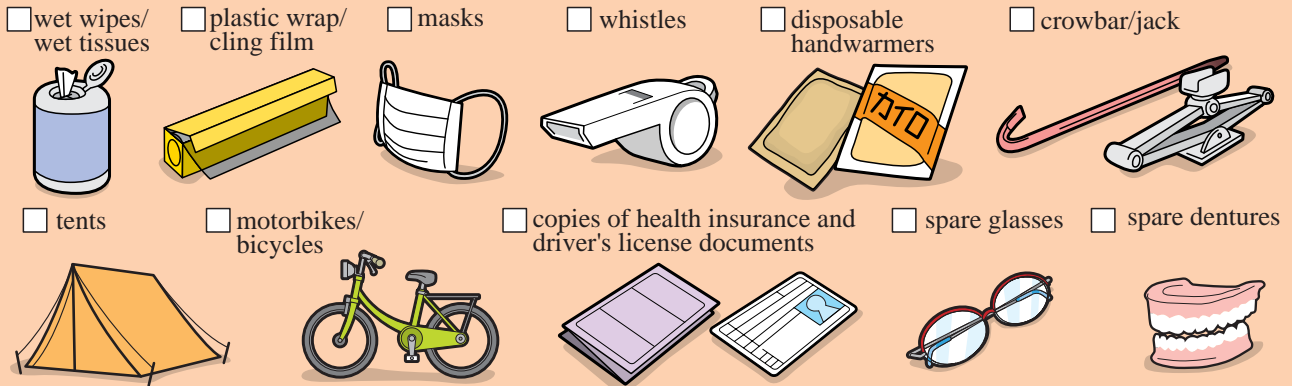 wet wipes/
wet tissues
plastic wrap/
cling film
masks
whistles
disposable
handwarmers
カイロ
crowbar/jack
tents
motorbikes/
bicycles
copies of health insurance and
driver's license documents
spare glasses
spare dentures